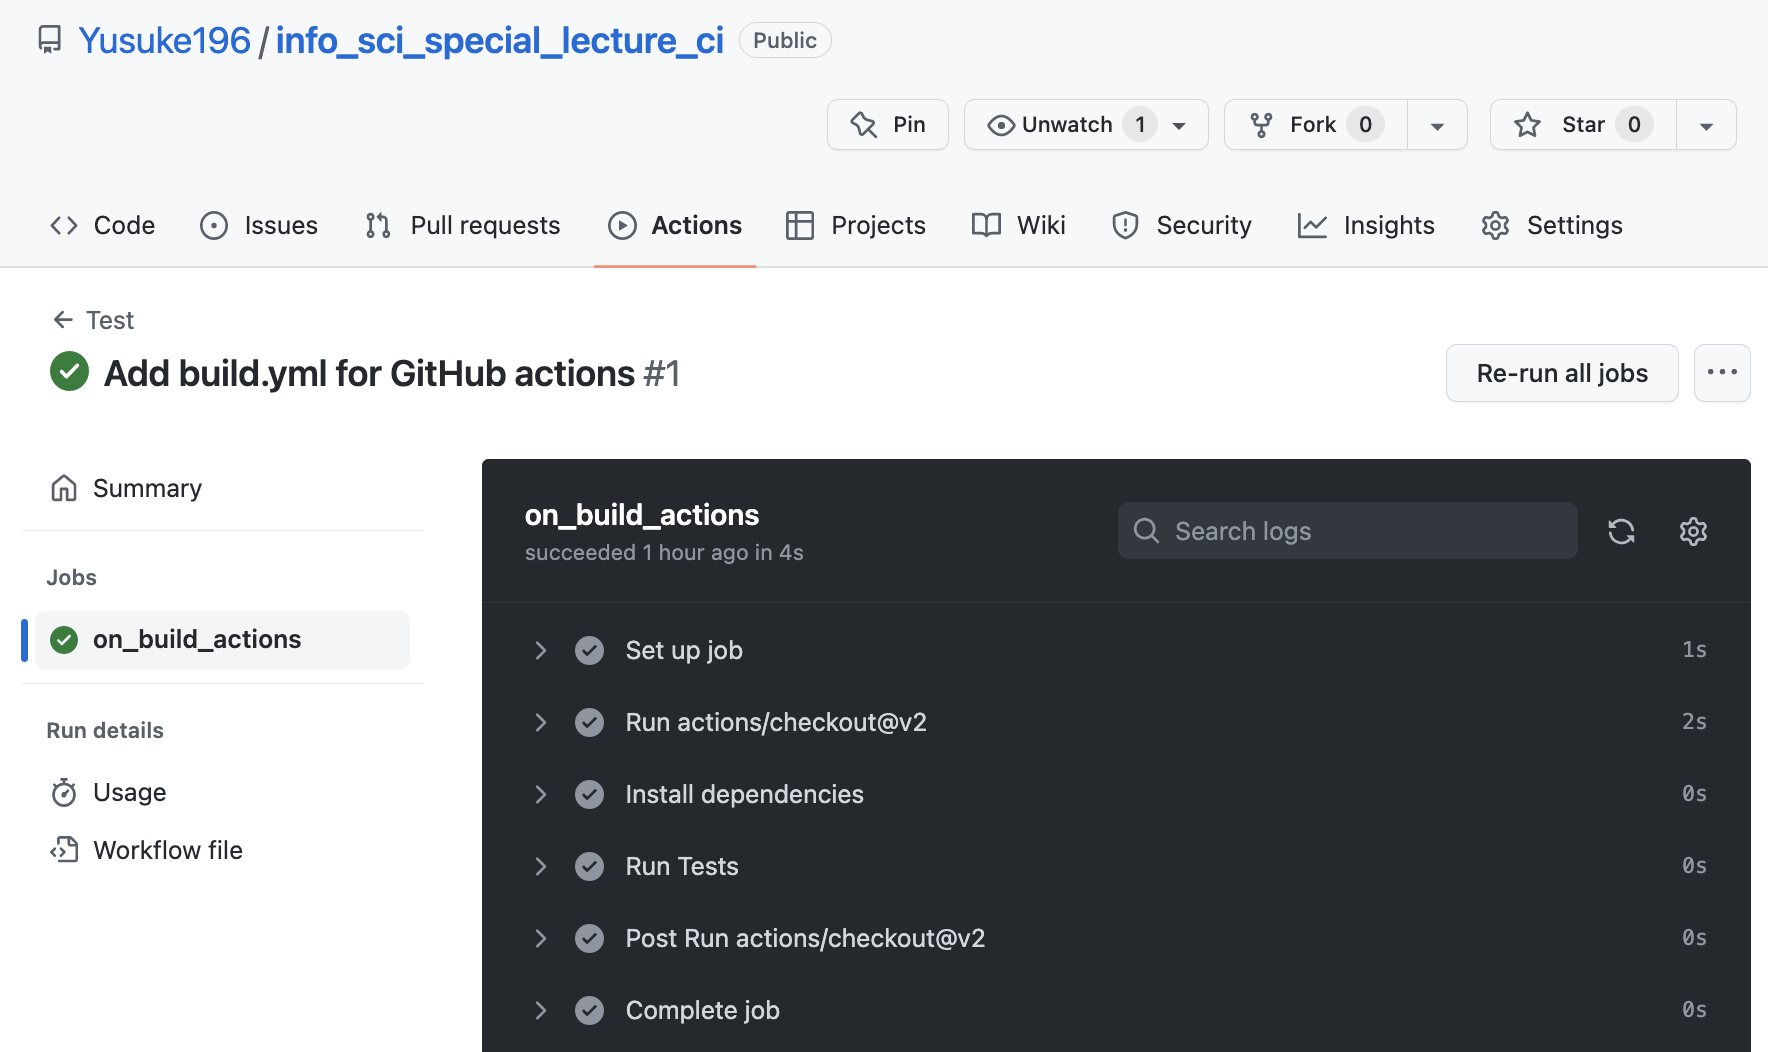 Yusuke196 / info_sci_special_lecture_ci Public
Pin Unwatch 1 Fork 0 Star 0
Code Issues Pull requests Actions Projects Wiki Security Insights Settings
← Test
Add build.yml for GitHub actions #1
Re-run all jobs ...
Summary
Jobs
on_build_actions
Run details
Usage
Workflow file
on_build_actions
succeeded 1 hour ago in 4s
Search logs
Set up job 1s
Run actions/checkout@v2 2s
Install dependencies 0s
Run Tests 0s
Post Run actions/checkout@v2 0s
Complete job 0s